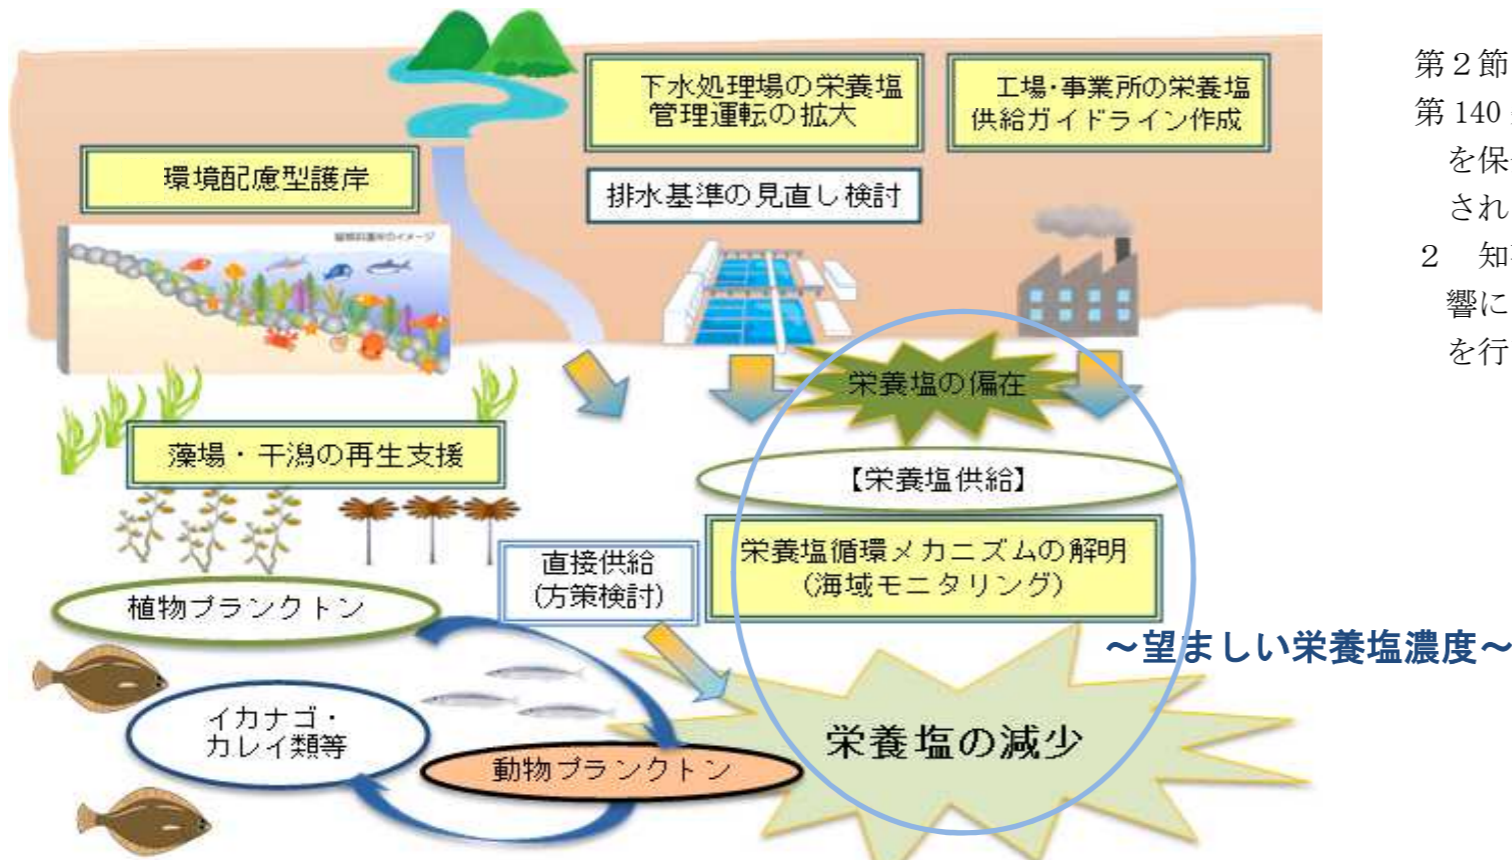 下水処理場の栄養塩
管理運転の拡大
工場・事業所の栄養塩
供給ガイドライン作成
環境配慮型護岸
排水基準の見直し検討
栄養塩の偏在
藻場・干潟の再生支援
【栄養塩供給】
直接供給
(方策検討)
栄養塩循環メカニズムの解明
(海域モニタリング)
植物プランクトン
～望ましい栄養塩濃度～
イカナゴ・
カレイ類等
動物プランクトン
栄養塩の減少
第２節
第 140
を保
され
２　知
響に
を行